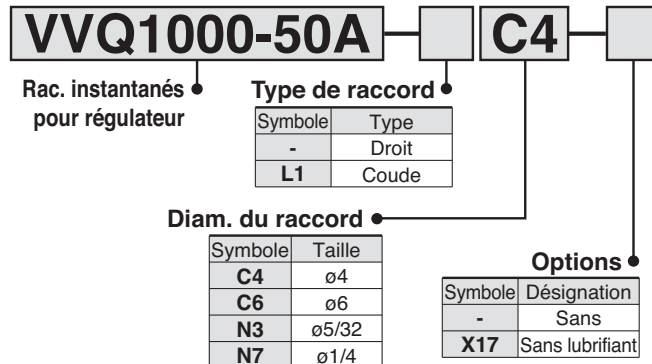 VVQ1000-50A - C4 -
Rac. instantanés
pour régulateur
Type de raccord
Symbole Type
- Droit
L1 Coude
Diam. du raccord
Symbole Taille
C4 ø4
C6 ø6
N3 ø5/32
N7 ø1/4
Options
Symbole Désignation
- Sans
X17 Sans lubrifiant